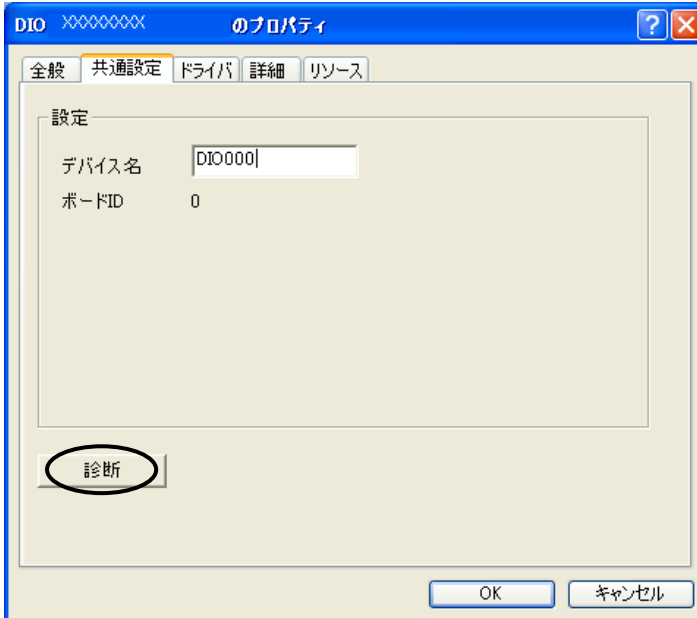 DIO XXXXXXXXX のプロパティ
全般 共通設定 ドライバ 詳細 リソース
設定
デバイス名 DIO000
ボードID 0
診断
OK キャンセル